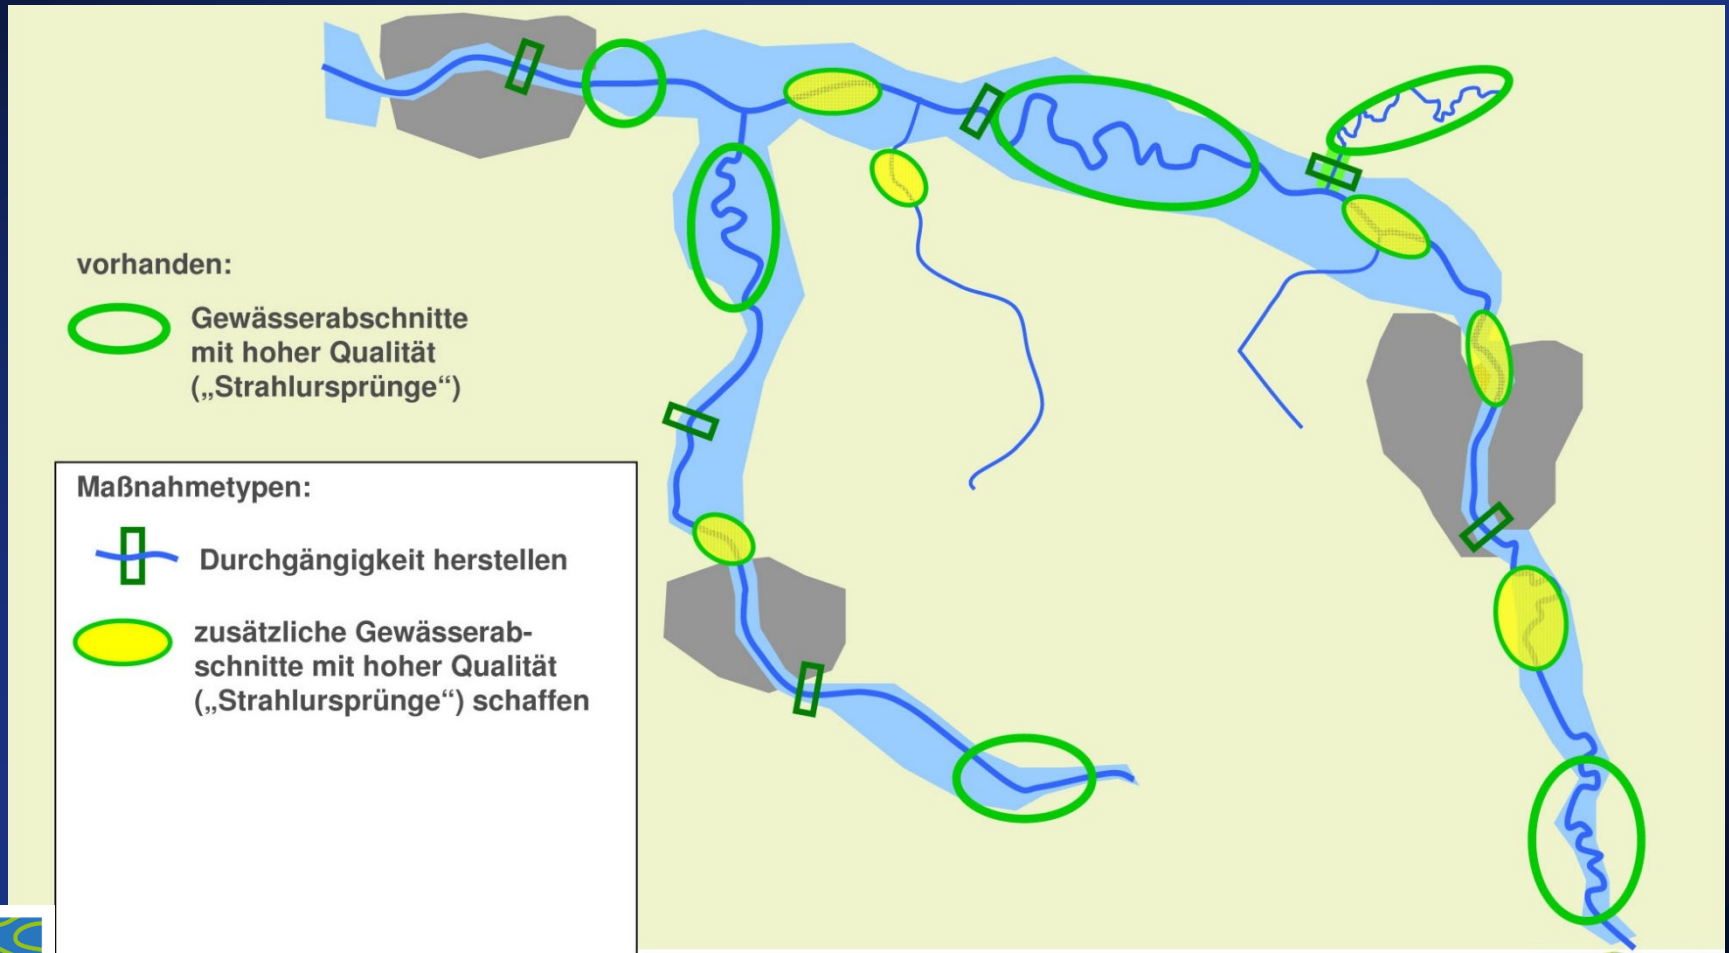 vorhanden:
Gewässerabschnitte
mit hoher Qualität
(„Strahlursprünge“)
Maßnahmetypen:
Durchgängigkeit herstellen
zusätzliche Gewässerab-
schnitte mit hoher Qualität
(„Strahlursprünge“) schaffen